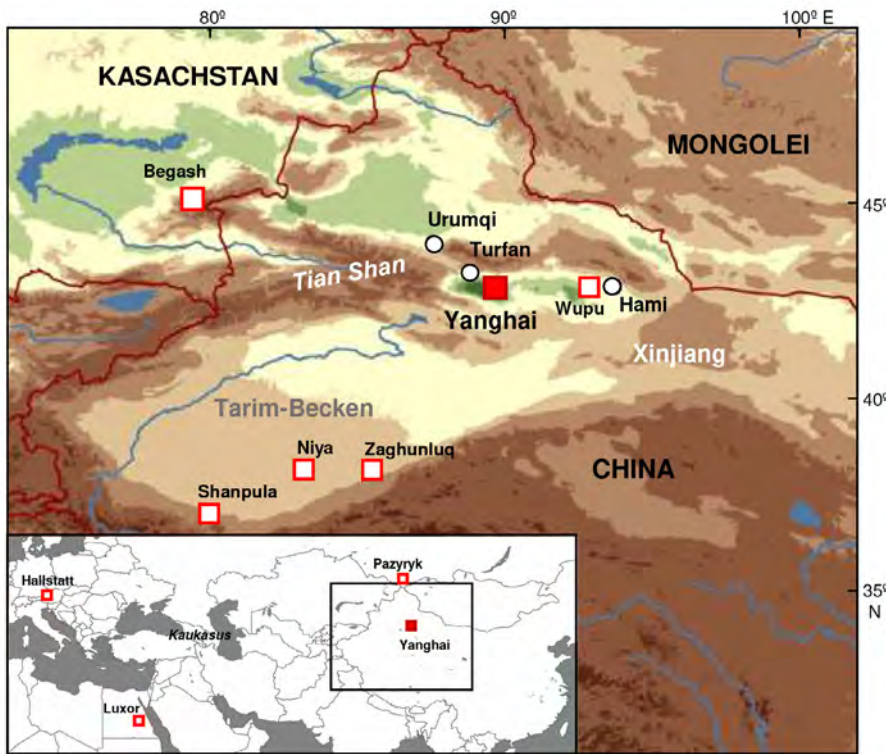 80º 90º 100º E
KASACHSTAN
MONGOLEI
Begash
45º
Urumqi
Turfan
Tian Shan
Yanghai
Wupu
Hami
Xinjiang
Tarim-Becken
40º
Niya
Zaghunluq
CHINA
Shanpula
35º
N
Hallstatt
Pazyryk
Kaukasus
Yanghai
Luxor